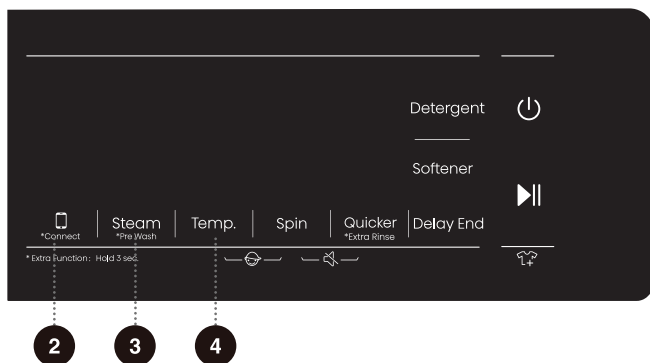 Detergent
Softener
Steam Temp. Spin Quicker Delay End
*Connect *Pre Wash *Extra Rinse
* Extra Function: Hold 3 sec.
2 3 4